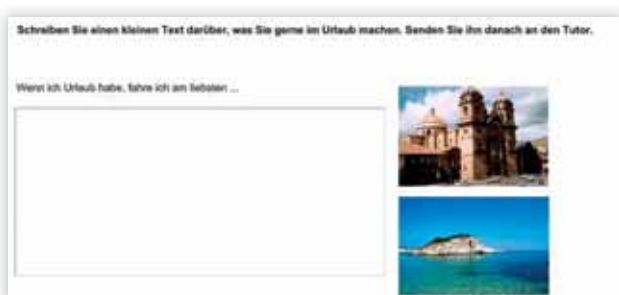 Schreiben Sie einen kleinen Text darüber, was Sie gerne im Urlaub machen. Senden Sie ihn danach an den Tutor.
Wenn ich Urlaub habe, fahre ich am liebsten ...